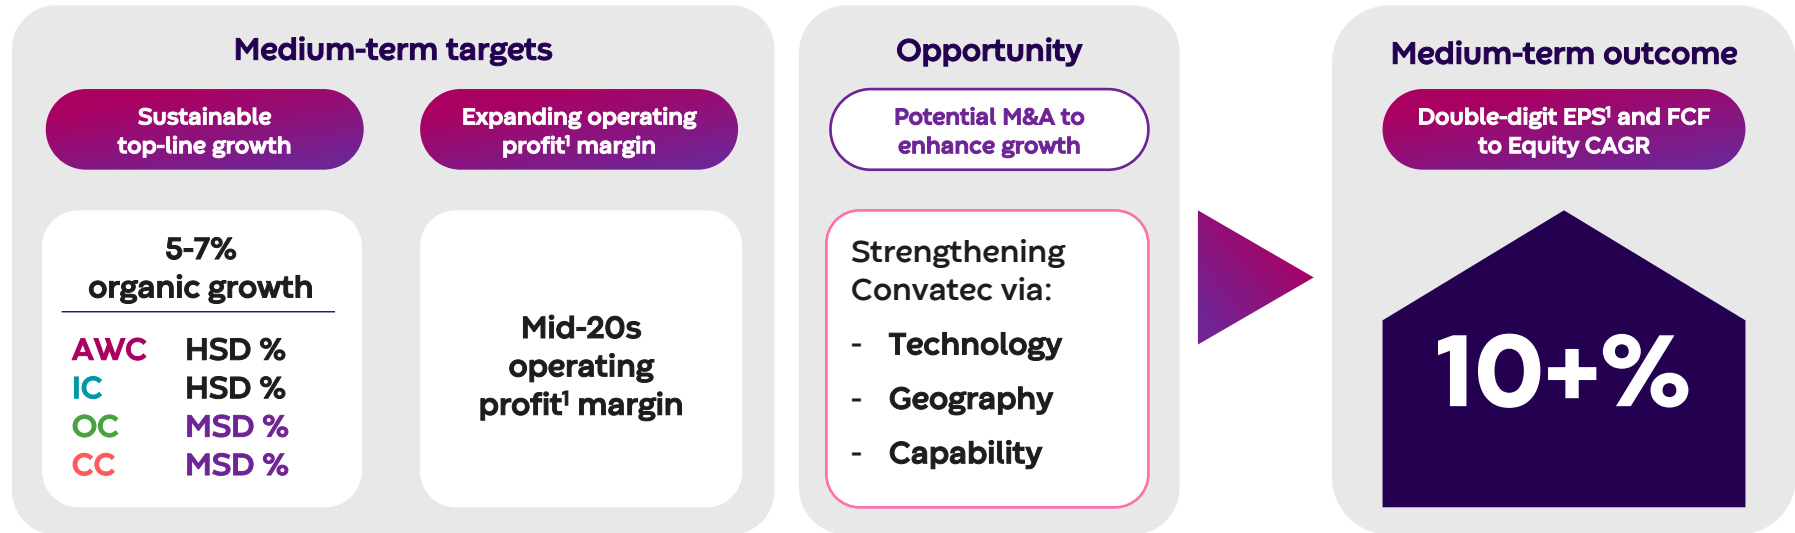 Medium-term targets
Sustainable
top-line growth
Expanding operating
profit¹ margin
5-7%
organic growth
AWC HSD %
IC HSD %
OC MSD %
CC MSD %
Mid-20s
operating
profit¹ margin
Opportunity
Potential M&A to
enhance growth
Strengthening
Convatec via:
- Technology
- Geography
- Capability
Medium-term outcome
Double-digit EPS¹ and FCF
to Equity CAGR
10+%